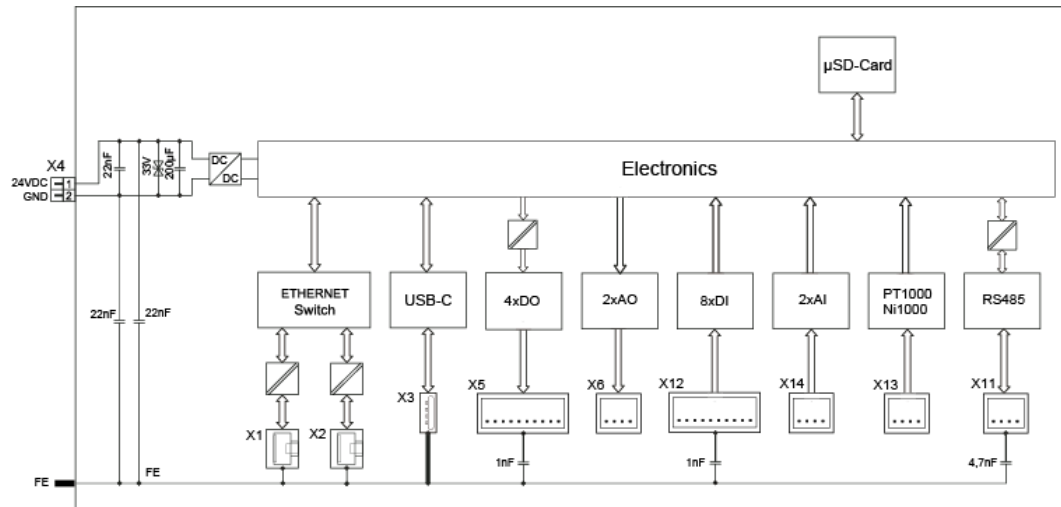 µSD-Card
Electronics
X4
24VDC
1
GND
2
22nF
33V
200µF
DC
DC
ETHERNET
Switch
USB-C
4xDO
2xAO
8xDI
2xAI
PT1000
Ni1000
RS485
22nF
22nF
X1
X2
X3
X5
X6
X12
X14
X13
X11
FE
FE
1nF
1nF
4,7nF